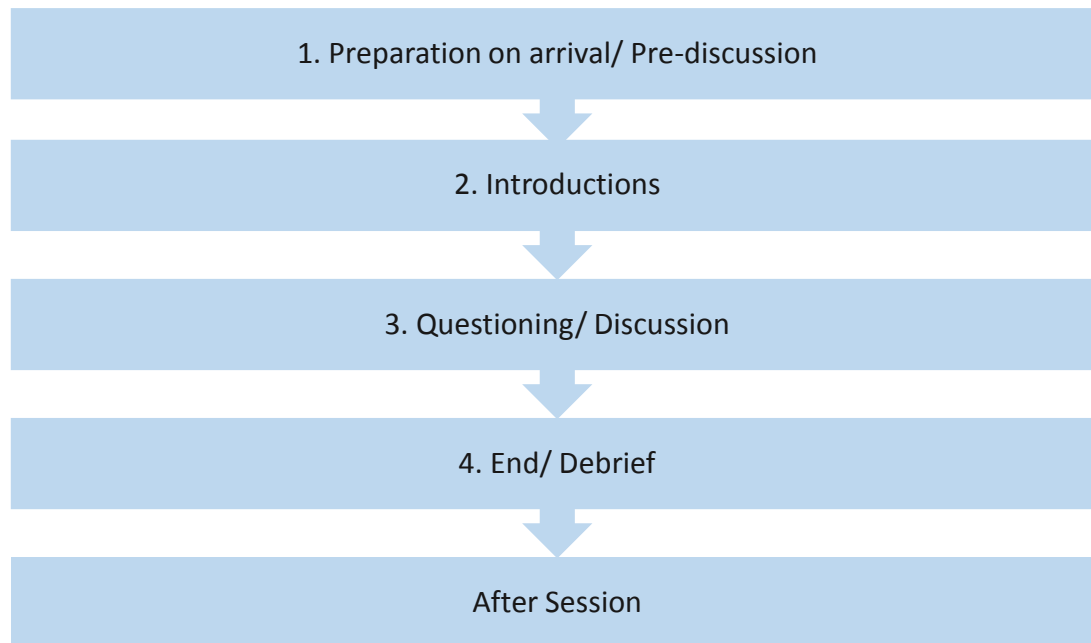 1. Preparation on arrival/ Pre-discussion
2. Introductions
3. Questioning/ Discussion
4. End/ Debrief
After Session